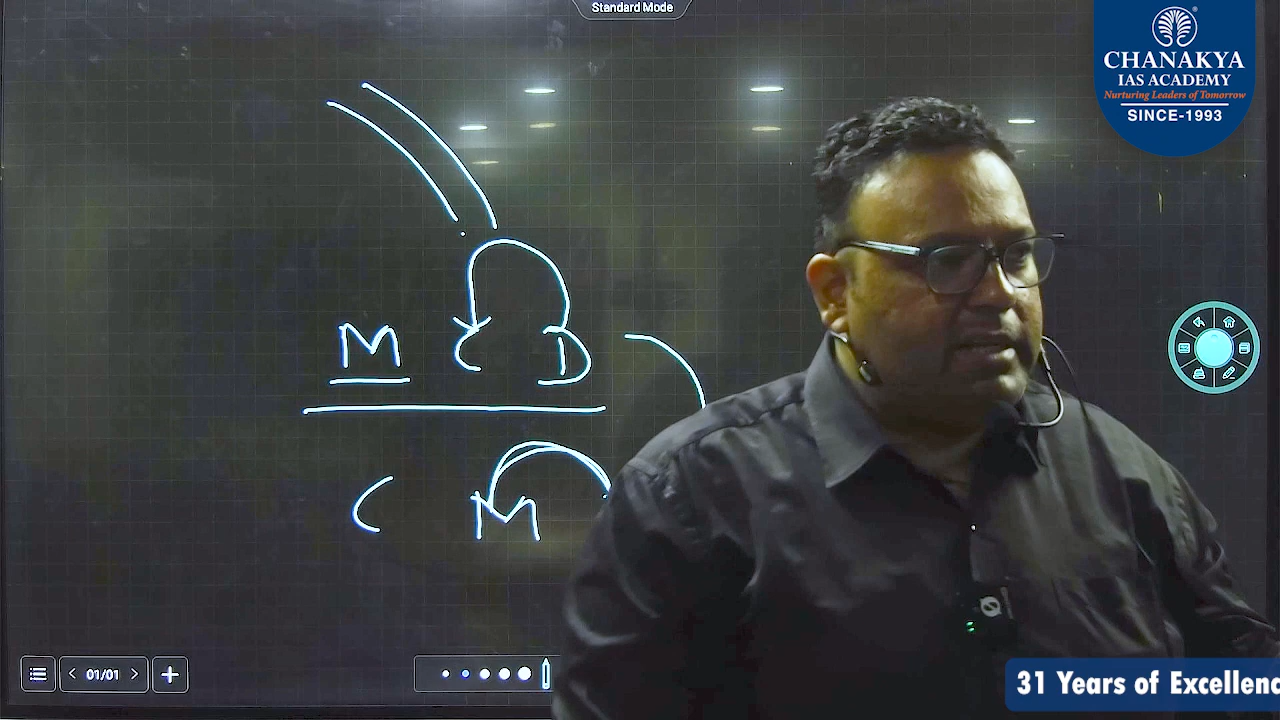 Standard Mode
CHANAKYA
IAS ACADEMY
Nurturing Leaders of Tomorrow
SINCE-1993
M C D
C M
01/01
31 Years of Excellenc